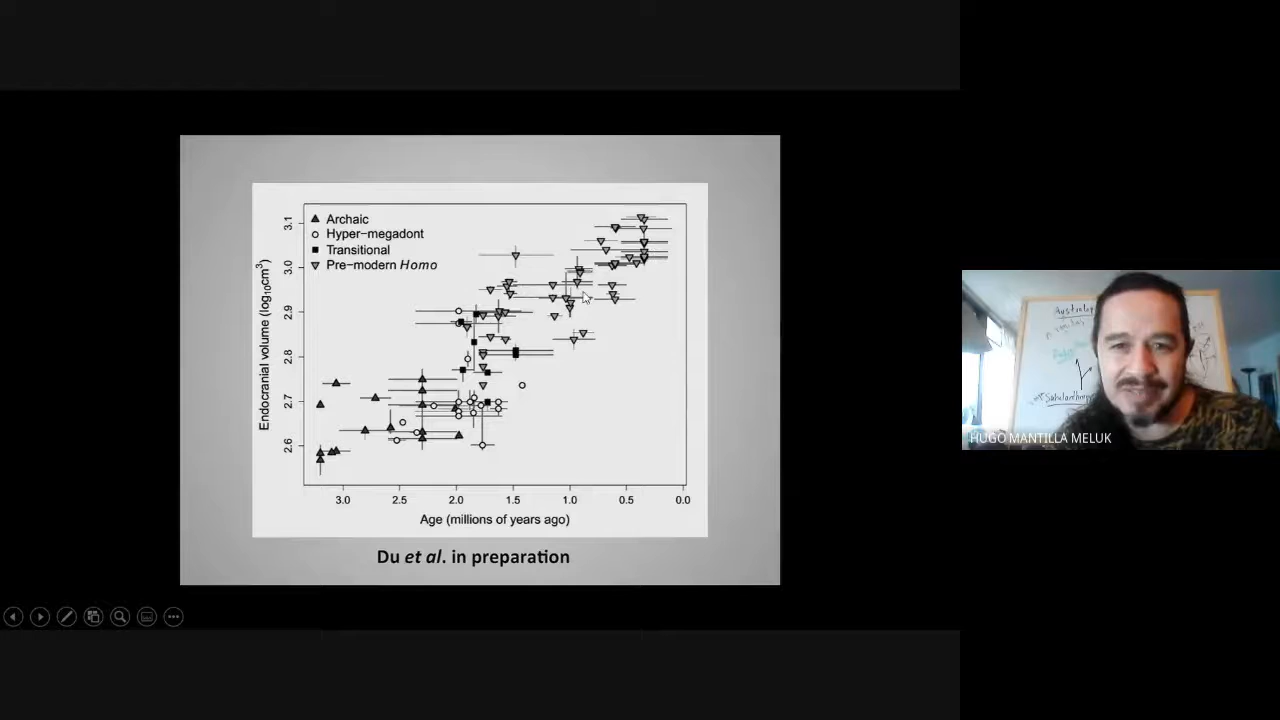 Archaic
Hyper-megadont
Transitional
Pre-modern Homo
3.1
3.0
2.9
2.8
2.7
2.6
Endocranial volume (log10cm3)
3.0 2.5 2.0 1.5 1.0 0.5 0.0
Age (millions of years ago)
Du et al. in preparation
HUGO MANTILLA MELUK